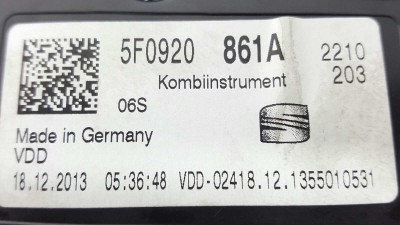 5F0920 861A 2210
Kombiinstrument 203
06S
Made in Germany
VDD
18.12.2013 05:36:48 VDD-02418.12.1355010531